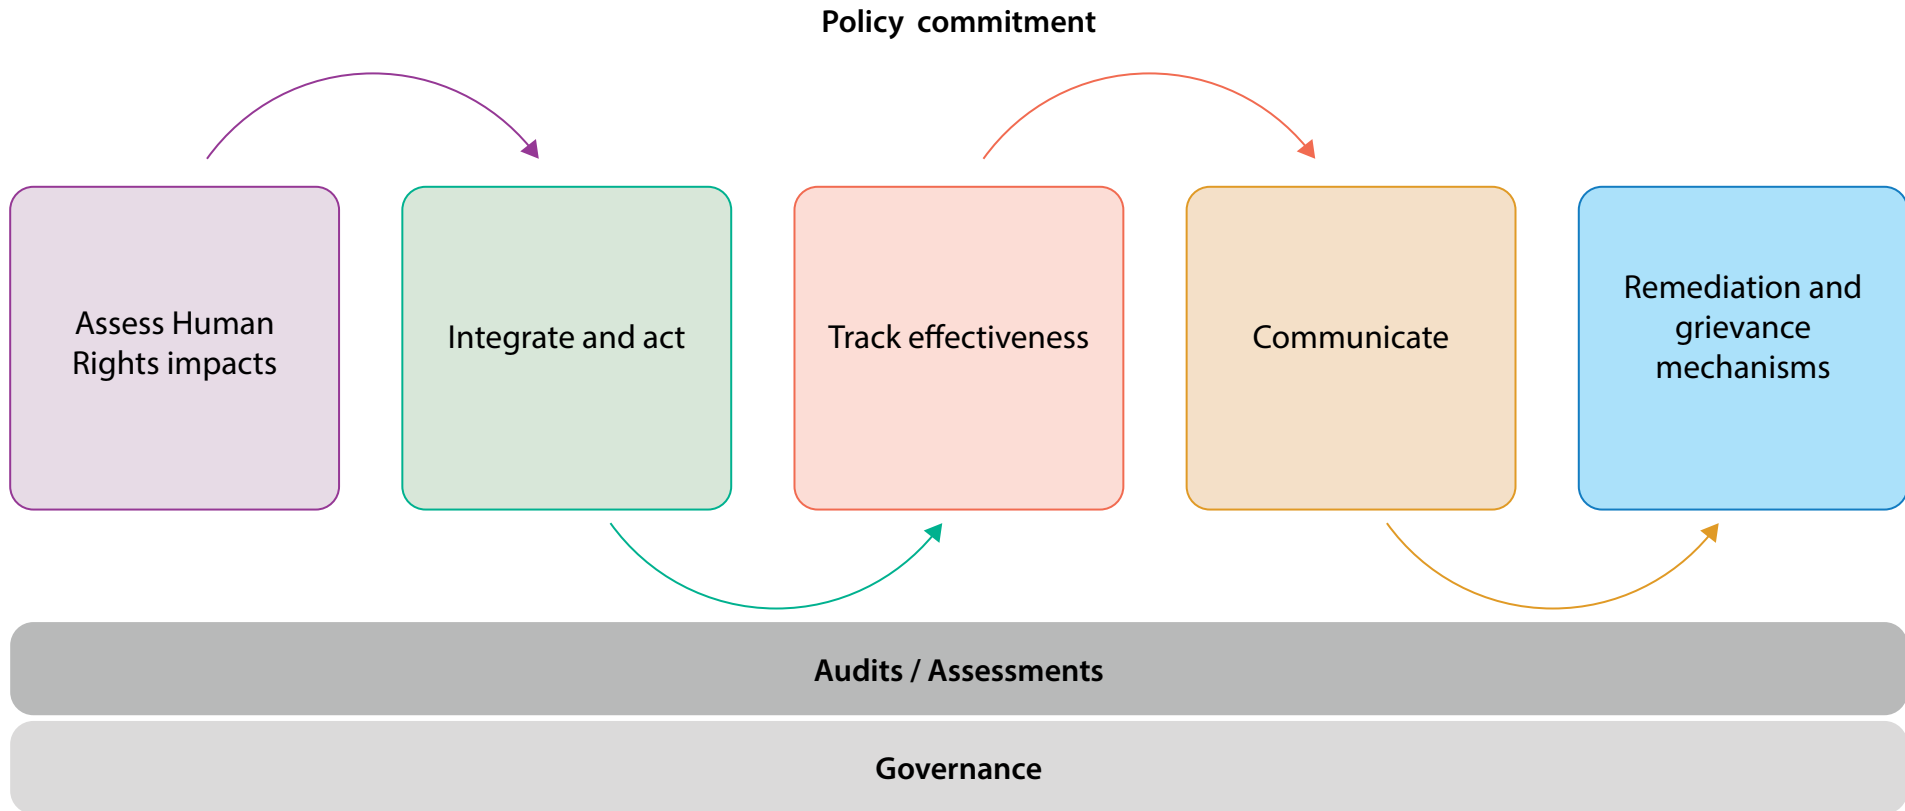 Policy commitment
Assess Human
Rights impacts
Integrate and act
Track effectiveness
Communicate
Remediation and
grievance
mechanisms
Audits / Assessments
Governance